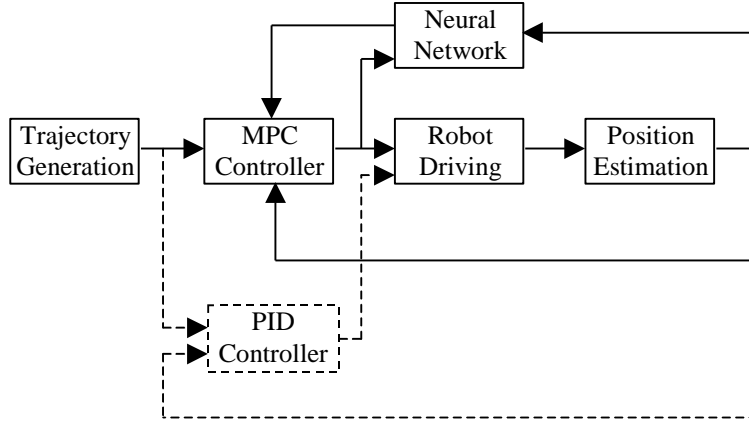 Neural
Network
Trajectory
Generation
MPC
Controller
Robot
Driving
Position
Estimation
PID
Controller